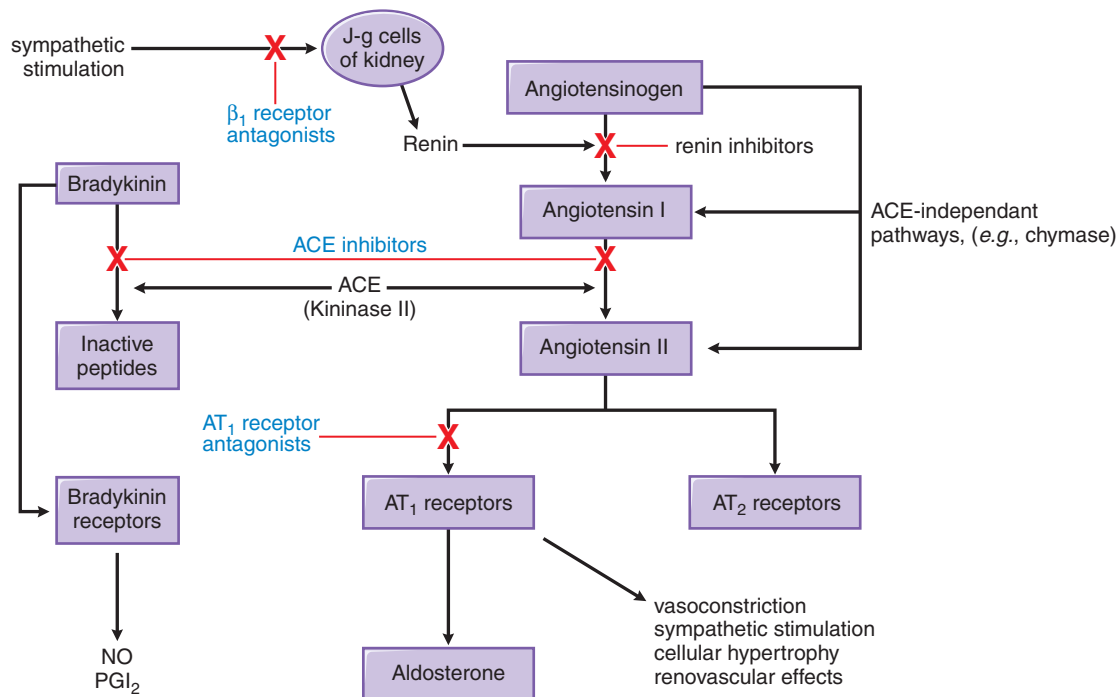 sympathetic
stimulation
X
J-g cells
of kidney
β₁ receptor
antagonists
Angiotensinogen
Renin
X
renin inhibitors
Bradykinin
Angiotensin I
ACE-independant
pathways, (e.g., chymase)
X
ACE inhibitors
X
ACE
(Kininase II)
Inactive
peptides
Angiotensin II
AT₁ receptor
antagonists
X
Bradykinin
receptors
AT₁ receptors
AT₂ receptors
vasoconstriction
sympathetic stimulation
cellular hypertrophy
renovascular effects
NO
PGI₂
Aldosterone